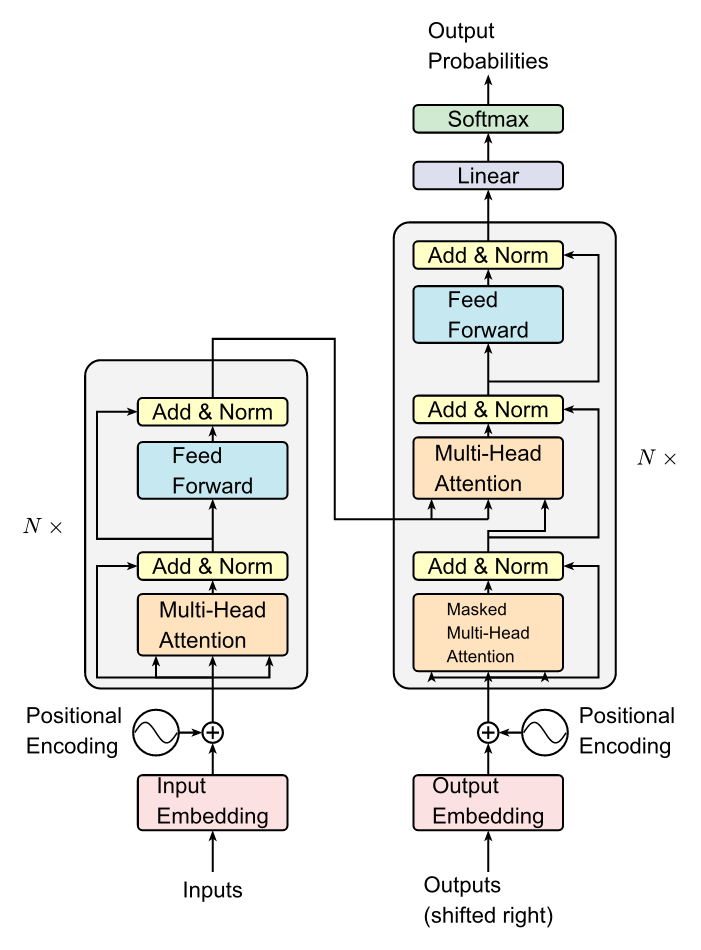 Output
Probabilities
Softmax
Linear
Add & Norm
Feed
Forward
Add & Norm
Multi-Head
Attention
Add & Norm
Masked
Multi-Head
Attention
N ×
Add & Norm
Feed
Forward
Add & Norm
Multi-Head
Attention
N ×
Positional
Encoding
Positional
Encoding
Input
Embedding
Output
Embedding
Inputs
Outputs
(shifted right)